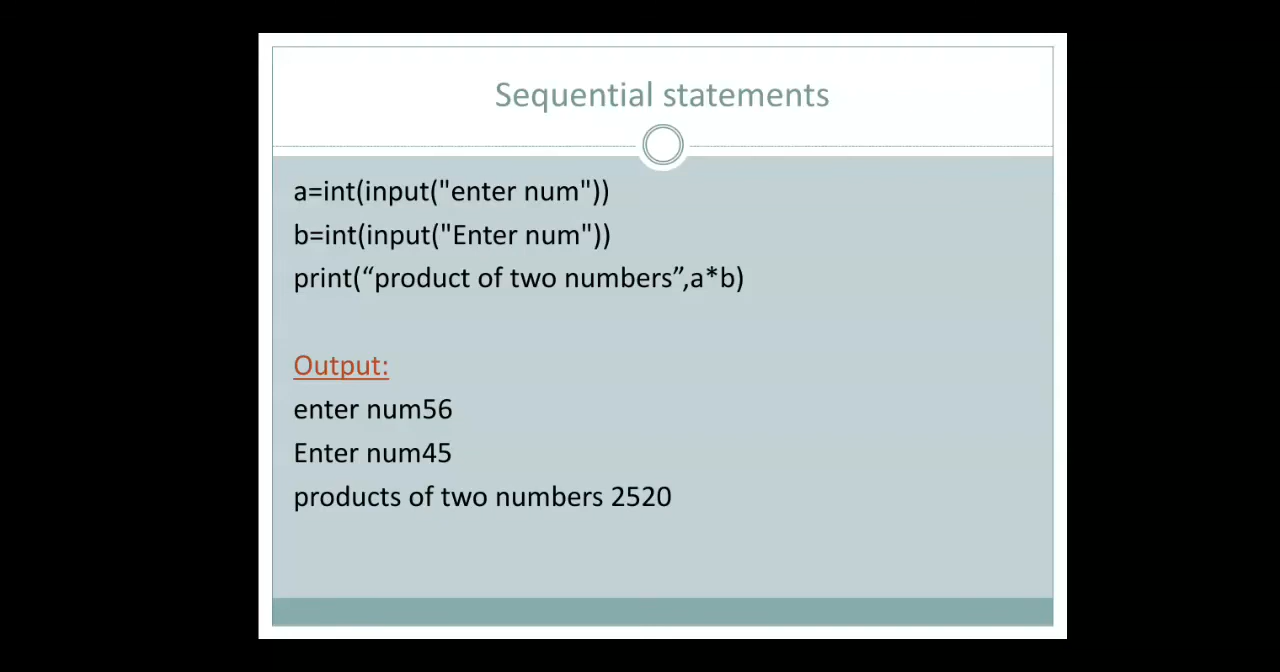 Sequential statements
a=int(input("enter num"))
b=int(input("Enter num"))
print(“product of two numbers”,a*b)
Output:
enter num56
Enter num45
products of two numbers 2520